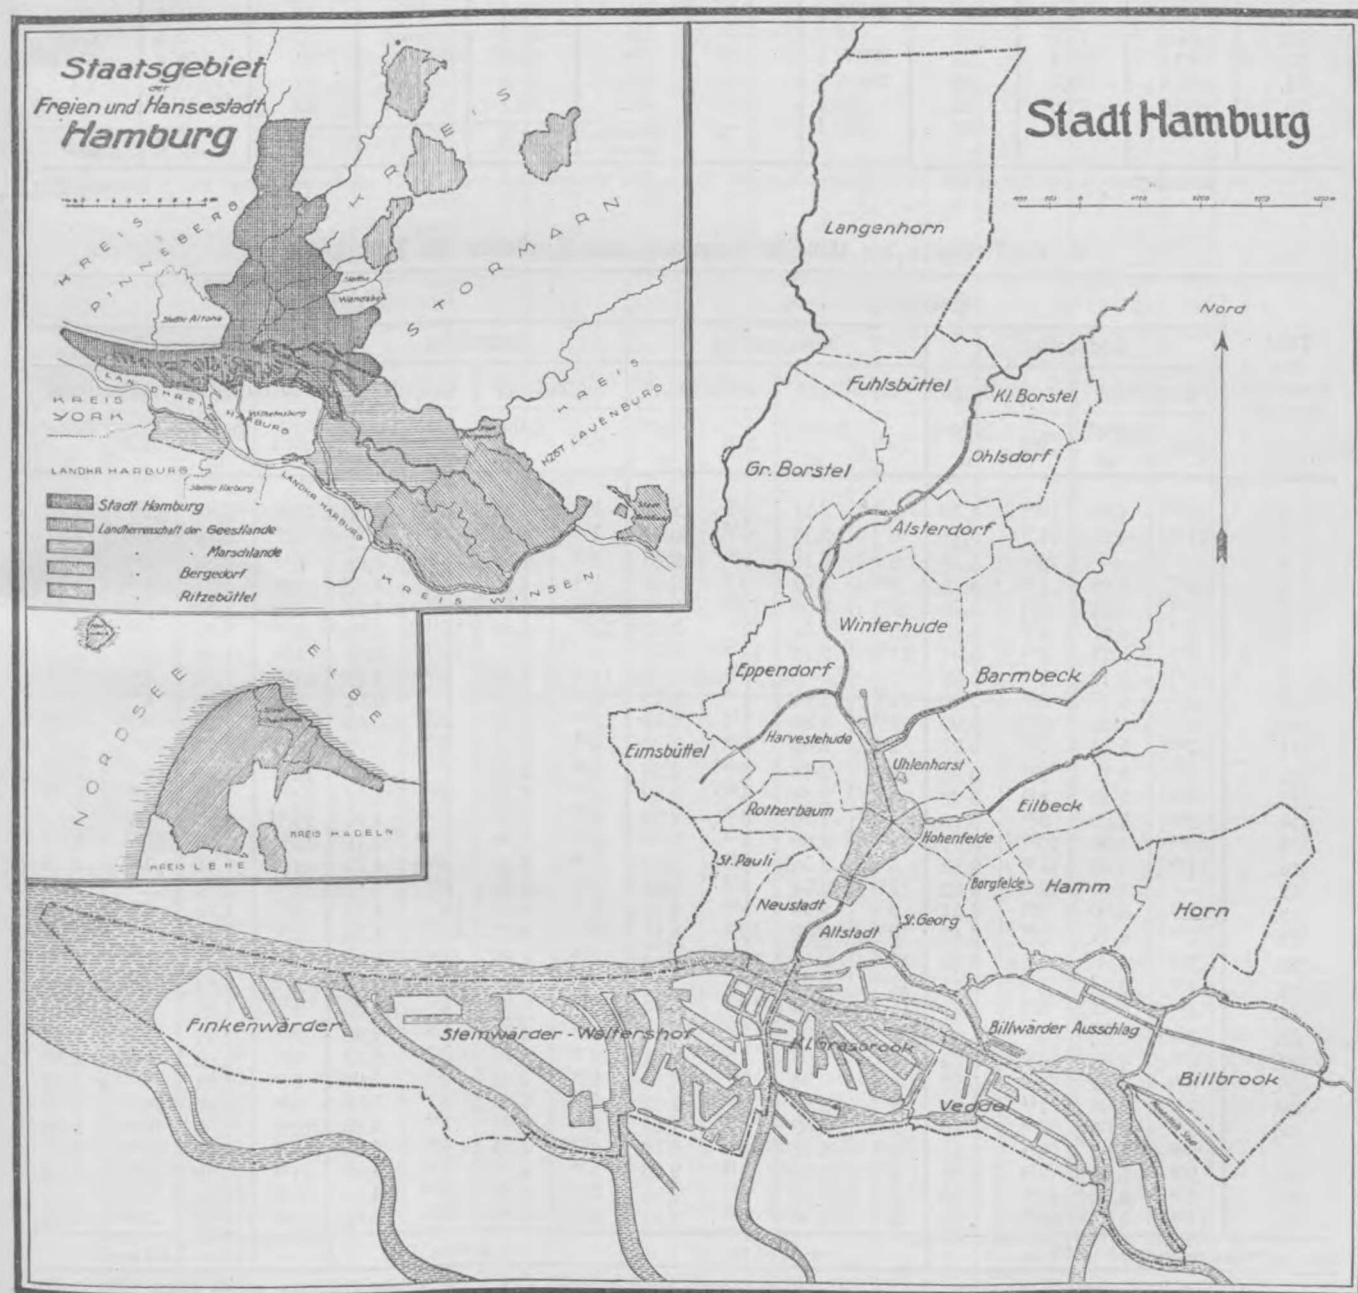 Staatsgebiet
der
Freien und Hansestadt
Hamburg
KREIS
PINNEBERG
KREIS
STORMARN
Wandsbek
Altona
LANDKREIS
HARBURG
Wilhelmsburg
KREIS
YORK
LANDKR HARBURG
Harburg
LANDKR HARBURG
KREIS
HZGT. LAUENBURG
KREIS WINSEN
Stadt Hamburg
Landherrenschaft der Geestlande
" " Marschlande
" Bergedorf
" Ritzebüttel
NORDSEE
ELBE
KREIS HADELN
KREIS LEHE
Stadt Hamburg
Nord
Langenhorn
Fuhlsbüttel
Kl. Borstel
Ohlsdorf
Gr. Borstel
Alsterdorf
Winterhude
Eppendorf
Barmbeck
Eimsbüttel
Harvestehude
Uhlenhorst
Rotherbaum
Eilbeck
Hohenfelde
St. Pauli
Borgfelde
Hamm
Neustadt
St. Georg
Horn
Altstadt
Finkenwärder
Steinwärder-Waltershof
Kl. Grasbrook
Billwärder Ausschlag
Veddel
Billbrook